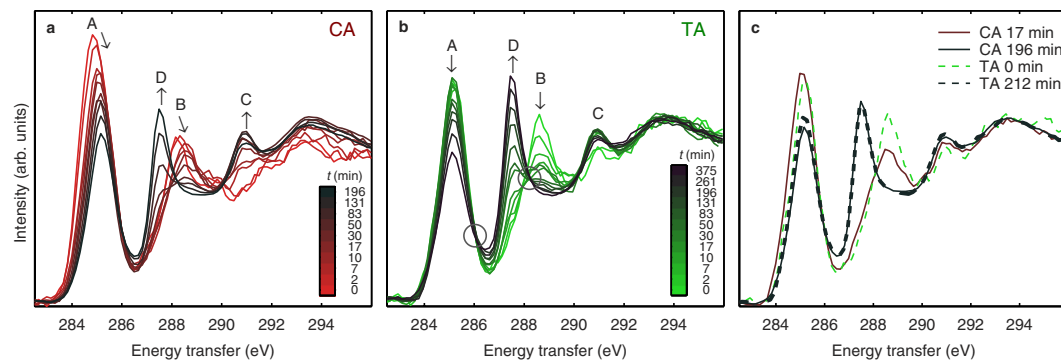 a
CA
A
D
B
C
t (min)
196
131
83
50
30
17
10
7
2
0
284 286 288 290 292 294
Energy transfer (eV)
Intensity (arb. units)
b
TA
A
D
B
C
t (min)
375
261
196
131
83
50
30
17
10
7
2
0
284 286 288 290 292 294
Energy transfer (eV)
c
CA 17 min
CA 196 min
TA 0 min
TA 212 min
284 286 288 290 292 294
Energy transfer (eV)